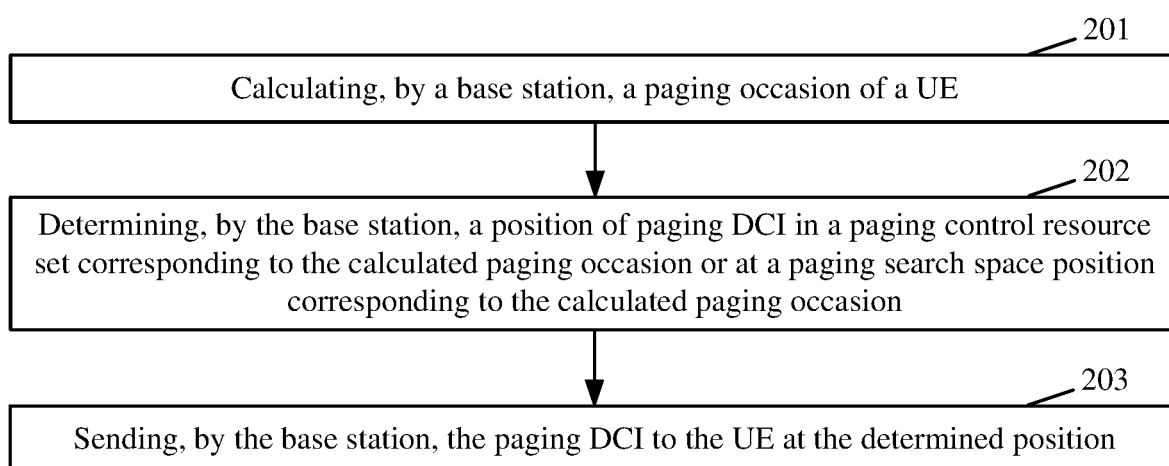 201
Calculating, by a base station, a paging occasion of a UE
202
Determining, by the base station, a position of paging DCI in a paging control resource
set corresponding to the calculated paging occasion or at a paging search space position
corresponding to the calculated paging occasion
203
Sending, by the base station, the paging DCI to the UE at the determined position